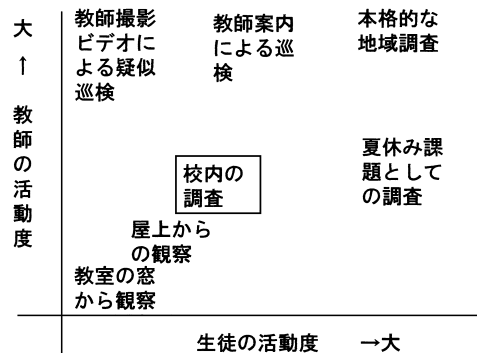 大
↑
教師の活動度
教師撮影
ビデオに
よる疑似
巡検
教師案内
による巡
検
本格的な
地域調査
夏休み課
題として
の調査
校内の
調査
屋上から
の観察
教室の窓
から観察
生徒の活動度 →大